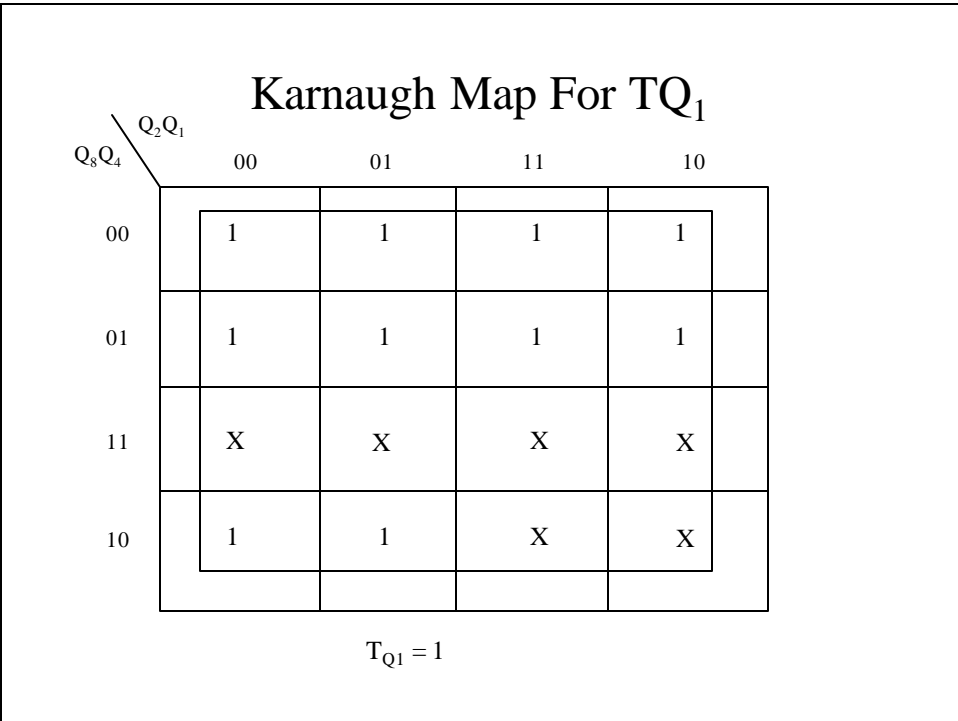 Karnaugh Map For TQ₁
Q₂Q₁
Q₈Q₄ 00 01 11 10
00 1 1 1 1
01 1 1 1 1
11 X X X X
10 1 1 X X
T_Q1 = 1